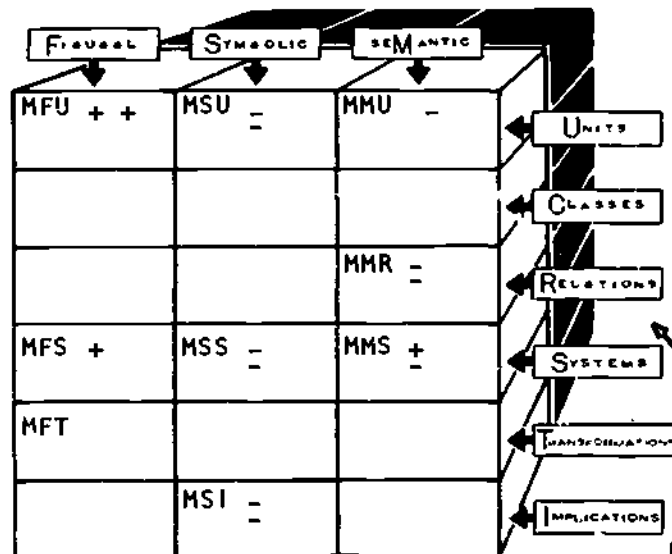 FIGURAL SYMBOLIC SEMANTIC
MFU + + MSU = MMU - UNITS
CLASSES
MMR = RELATIONS
MFS + MSS = MMS ± SYSTEMS
MFT TRANSFORMATIONS
MSI = IMPLICATIONS